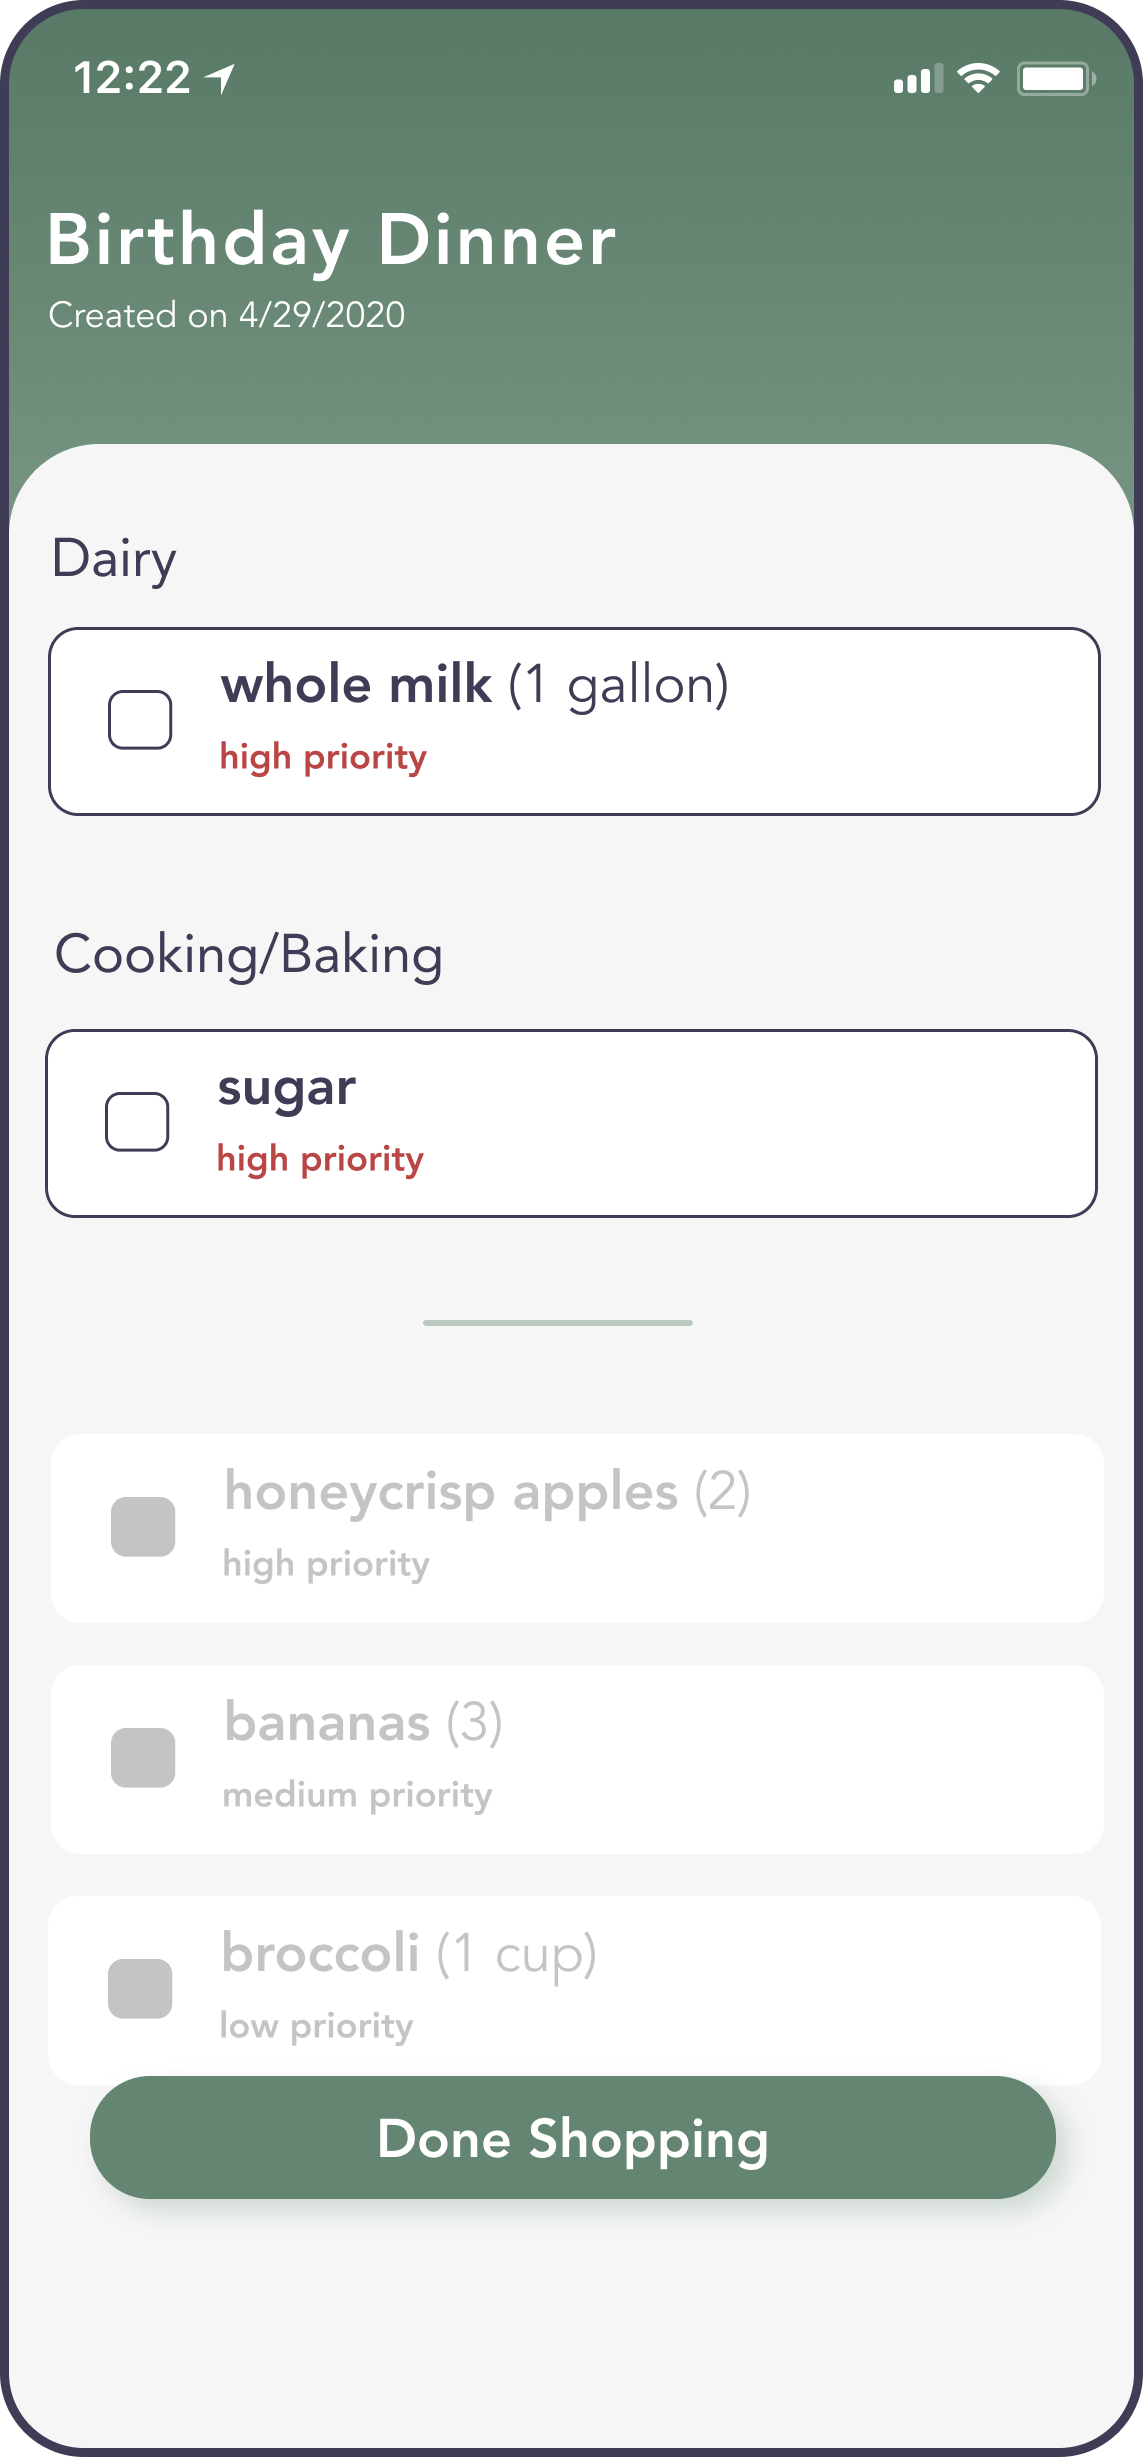 12:22
Birthday Dinner
Created on 4/29/2020
Dairy
whole milk (1 gallon)
high priority
Cooking/Baking
sugar
high priority
honeycrisp apples (2)
high priority
bananas (3)
medium priority
broccoli (1 cup)
low priority
Done Shopping